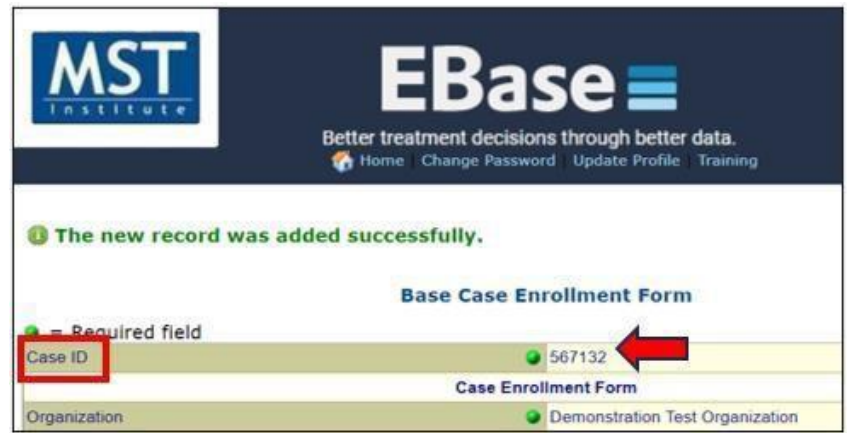 MST
Institute
EBase
Better treatment decisions through better data.
Home Change Password Update Profile Training
The new record was added successfully.
Base Case Enrollment Form
= Required field
Case ID 567132
Case Enrollment Form
Organization Demonstration Test Organization